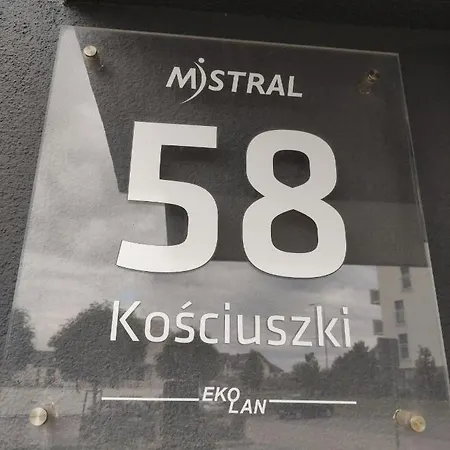 MISTRAL
58
Kościuszki
EKO
LAN